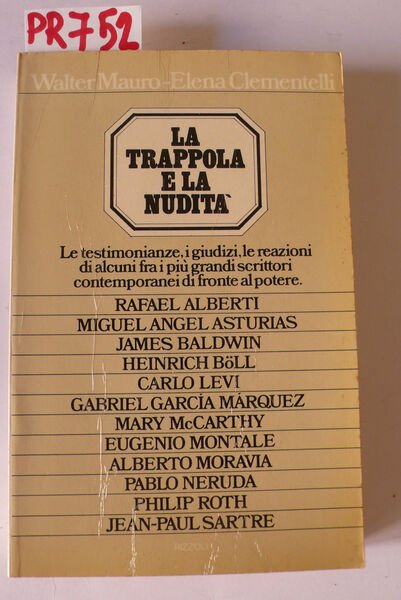 PR752
Walter Mauro-Elena Clementelli
LA
TRAPPOLA
E LA
NUDITÀ
Le testimonianze, i giudizi, le reazioni
di alcuni fra i più grandi scrittori
contemporanei di fronte al potere.
RAFAEL ALBERTI
MIGUEL ANGEL ASTURIAS
JAMES BALDWIN
HEINRICH BöLL
CARLO LEVI
GABRIEL GARCÍA MÁRQUEZ
MARY McCARTHY
EUGENIO MONTALE
ALBERTO MORAVIA
PABLO NERUDA
PHILIP ROTH
JEAN-PAUL SARTRE
RIZZOLI